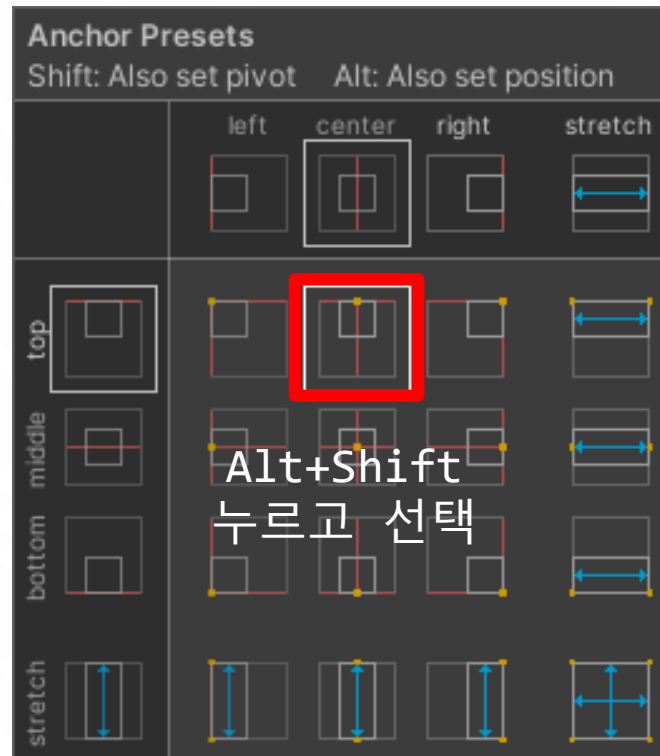 Anchor Presets
Shift: Also set pivot Alt: Also set position
left center right stretch
top
middle
Alt+Shift
누르고 선택
bottom
stretch